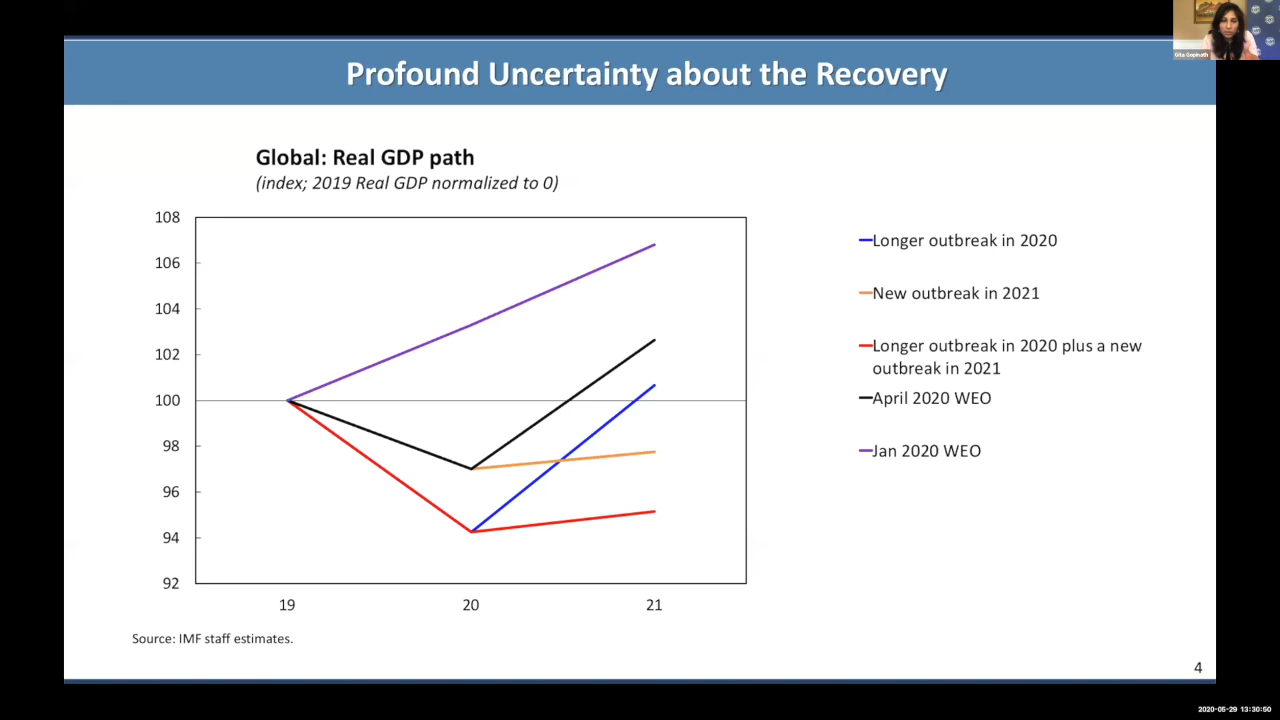 Profound Uncertainty about the Recovery
Gita Gopinath
Global: Real GDP path
(index; 2019 Real GDP normalized to 0)
108
106
104
102
100
98
96
94
92
19 20 21
Longer outbreak in 2020
New outbreak in 2021
Longer outbreak in 2020 plus a new
outbreak in 2021
April 2020 WEO
Jan 2020 WEO
Source: IMF staff estimates.
4
2020-05-29 13:30:50